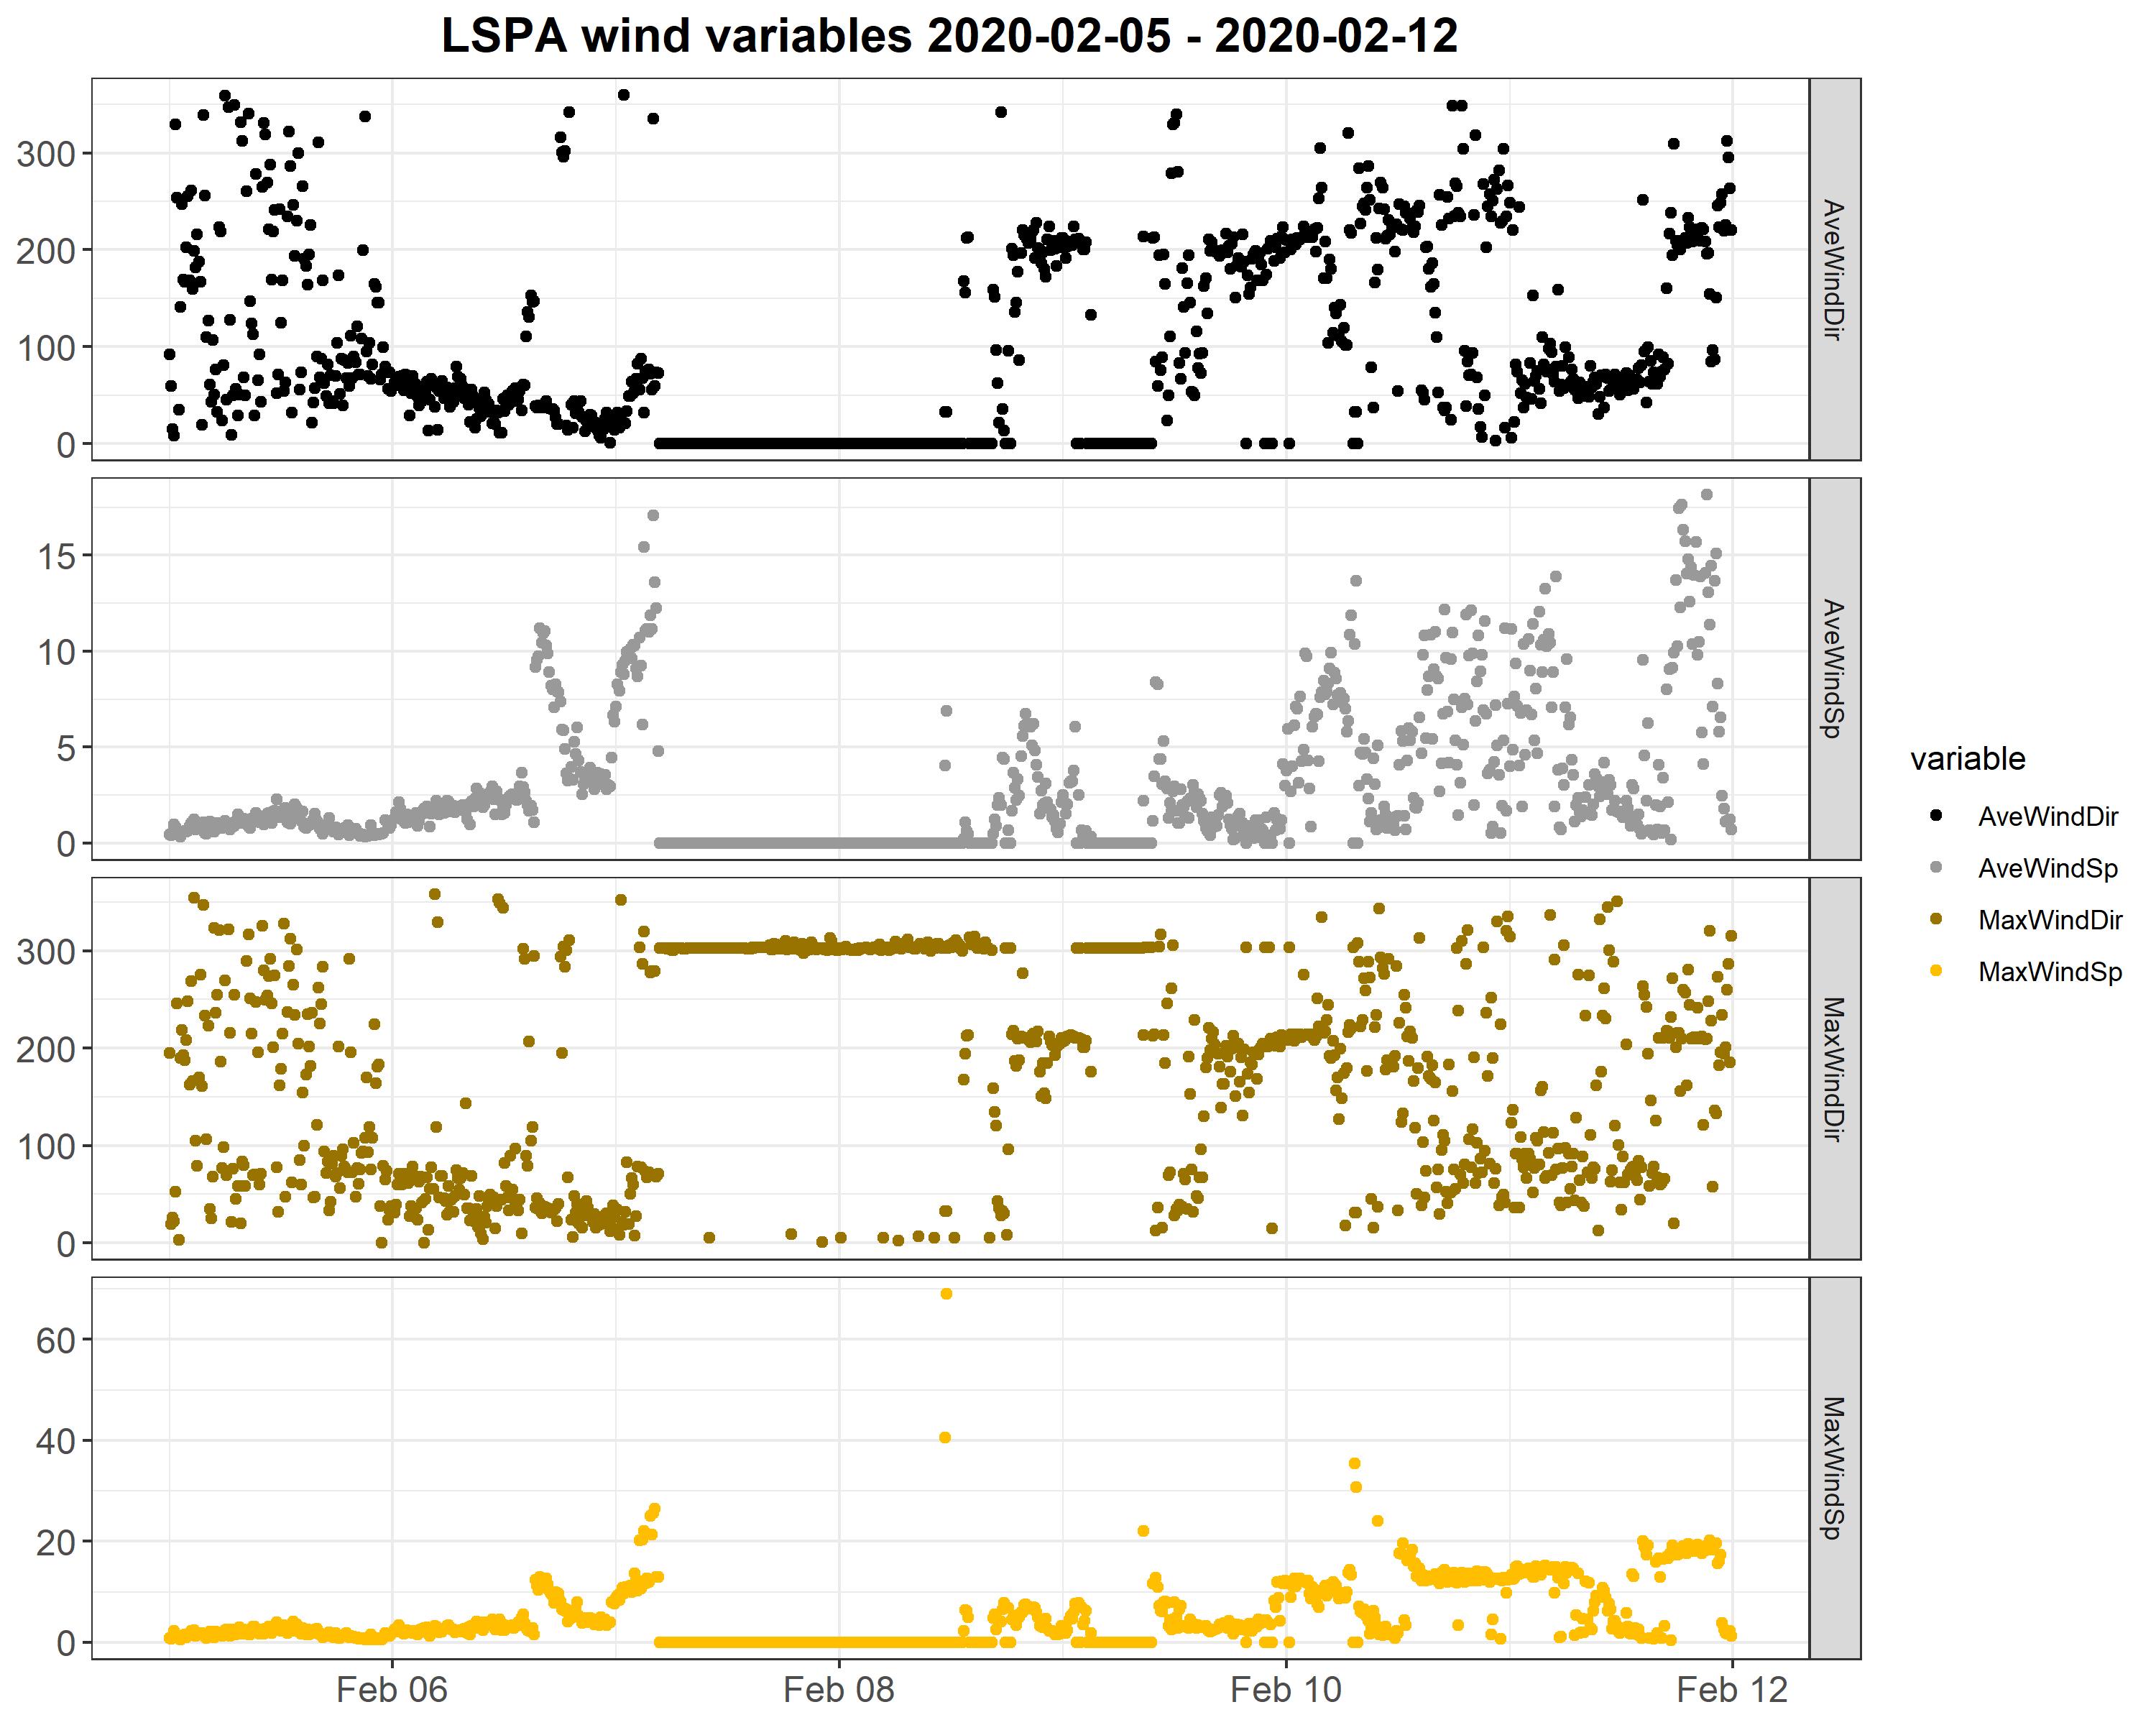 LSPA wind variables 2020-02-05 - 2020-02-12
300
200
100
0
AveWindDir
15
10
5
0
AveWindSp
300
200
100
0
MaxWindDir
60
40
20
0
MaxWindSp
Feb 06 Feb 08 Feb 10 Feb 12
variable
AveWindDir
AveWindSp
MaxWindDir
MaxWindSp